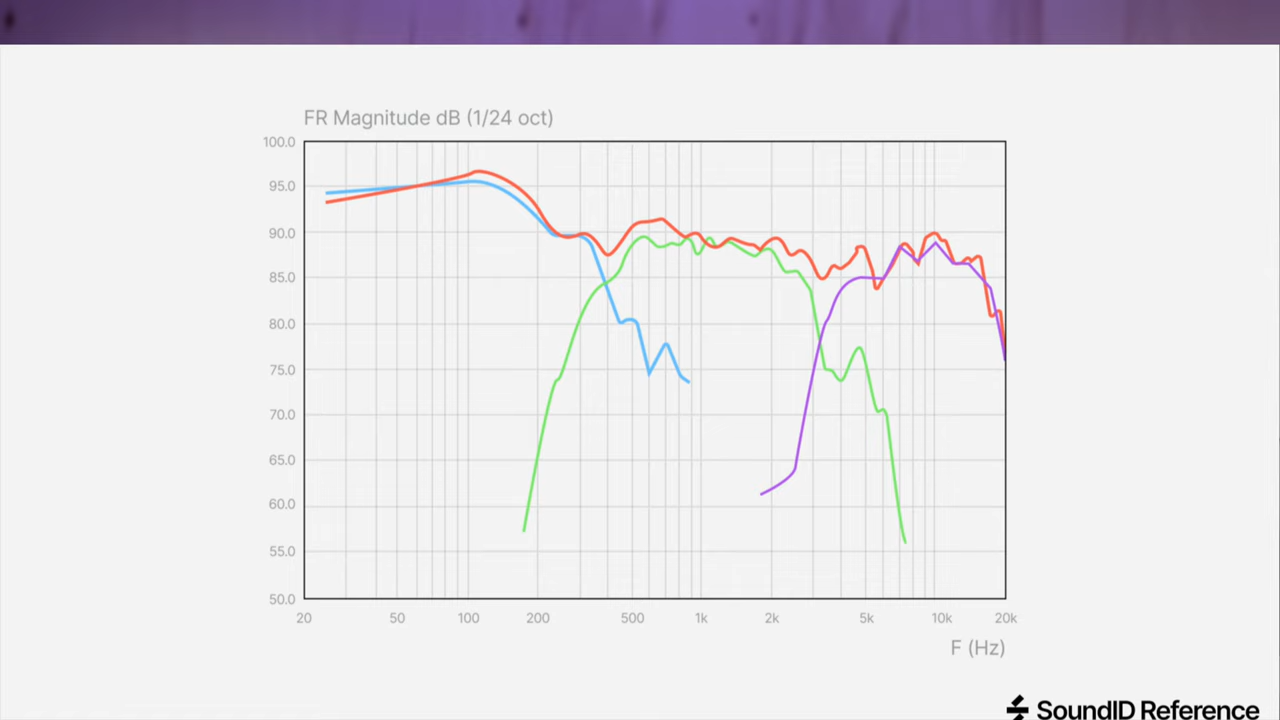 FR Magnitude dB (1/24 oct)
100.0
95.0
90.0
85.0
80.0
75.0
70.0
65.0
60.0
55.0
50.0
20 50 100 200 500 1k 2k 5k 10k 20k
F (Hz)
SoundID Reference